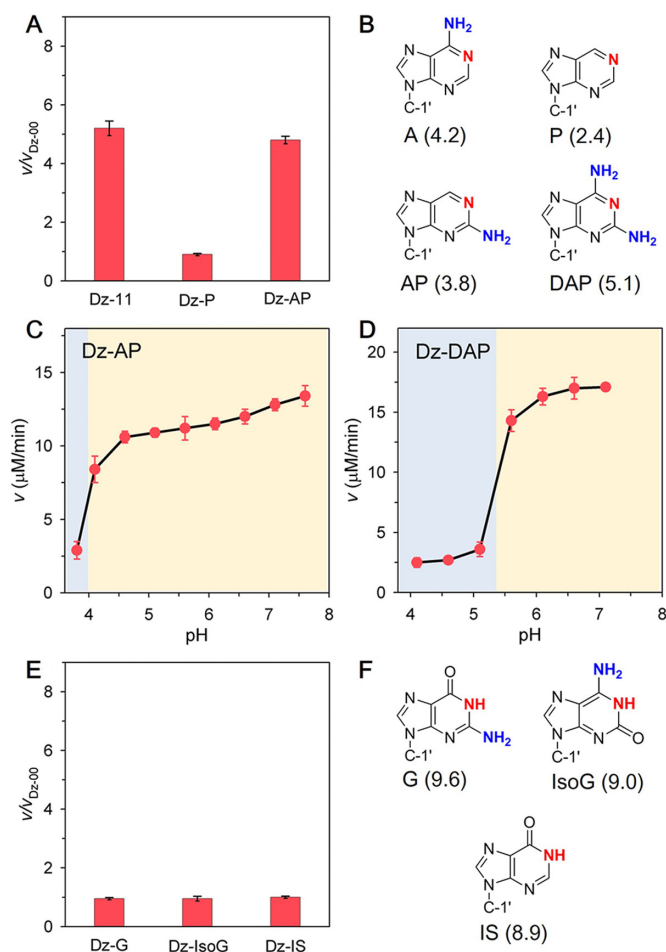 A
v/vDz-00
8
6
4
2
0
Dz-11
Dz-P
Dz-AP
B
NH2
N
N
N
N
C-1'
A (4.2)
N
N
N
N
C-1'
P (2.4)
N
N
N
N
NH2
C-1'
AP (3.8)
NH2
N
N
N
N
NH2
C-1'
DAP (5.1)
C
Dz-AP
v (μM/min)
15
10
5
0
4
5
6
7
8
pH
D
Dz-DAP
v (μM/min)
20
15
10
5
0
4
5
6
7
8
pH
E
v/vDz-00
8
6
4
2
0
Dz-G
Dz-IsoG
Dz-IS
F
O
N
NH
N
N
NH2
C-1'
G (9.6)
NH2
N
NH
N
N
O
C-1'
IsoG (9.0)
O
N
NH
N
N
C-1'
IS (8.9)